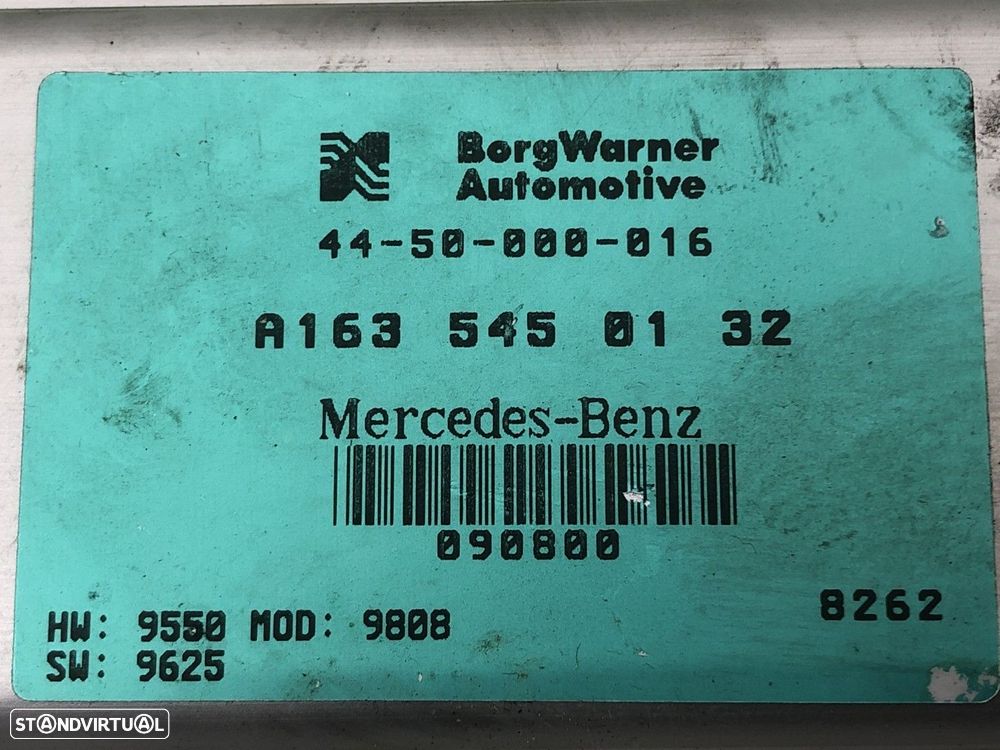 BorgWarner
Automotive
44-50-000-016
A163 545 01 32
Mercedes-Benz
090800
8262
HW: 9550 MOD: 9808
SW: 9625
STANDVIRTUAL